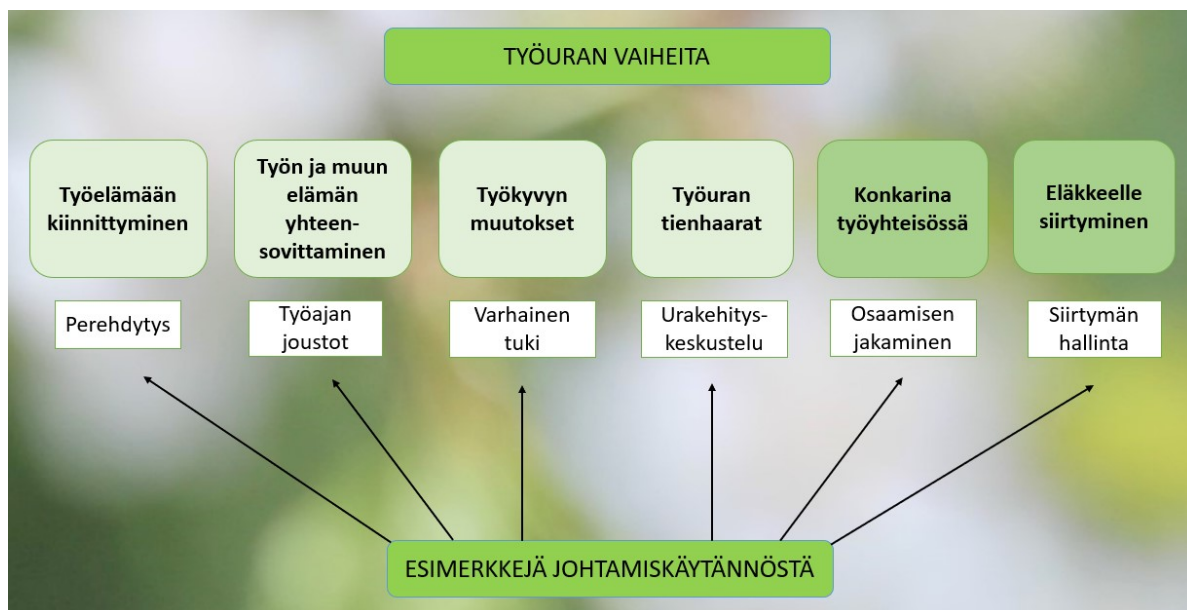 TYÖURAN VAIHEITA
Työelämään
kiinnittyminen
Työn ja muun
elämän
yhteen-
sovittaminen
Työkyvyn
muutokset
Työuran
tienhaarat
Konkarina
työyhteisössä
Eläkkeelle
siirtyminen
Perehdytys
Työajan
joustot
Varhainen
tuki
Urakehitys-
keskustelu
Osaamisen
jakaminen
Siirtymän
hallinta
ESIMERKKEJÄ JOHTAMISKÄYTÄNNÖSTÄ